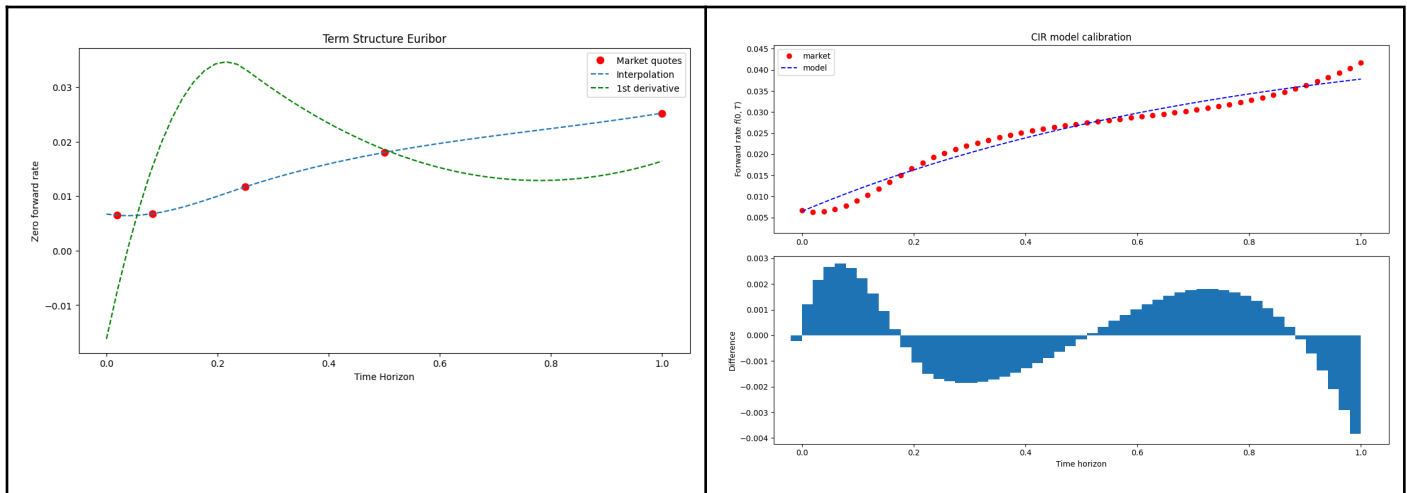 Term Structure Euribor
Market quotes
Interpolation
1st derivative
0.03
0.02
0.01
0.00
−0.01
Zero forward rate
0.0 0.2 0.4 0.6 0.8 1.0
Time Horizon
CIR model calibration
market
model
0.045
0.040
0.035
0.030
0.025
0.020
0.015
0.010
0.005
Forward rate f(0, T)
0.0 0.2 0.4 0.6 0.8 1.0
0.003
0.002
0.001
0.000
−0.001
−0.002
−0.003
−0.004
Difference
0.0 0.2 0.4 0.6 0.8 1.0
Time horizon